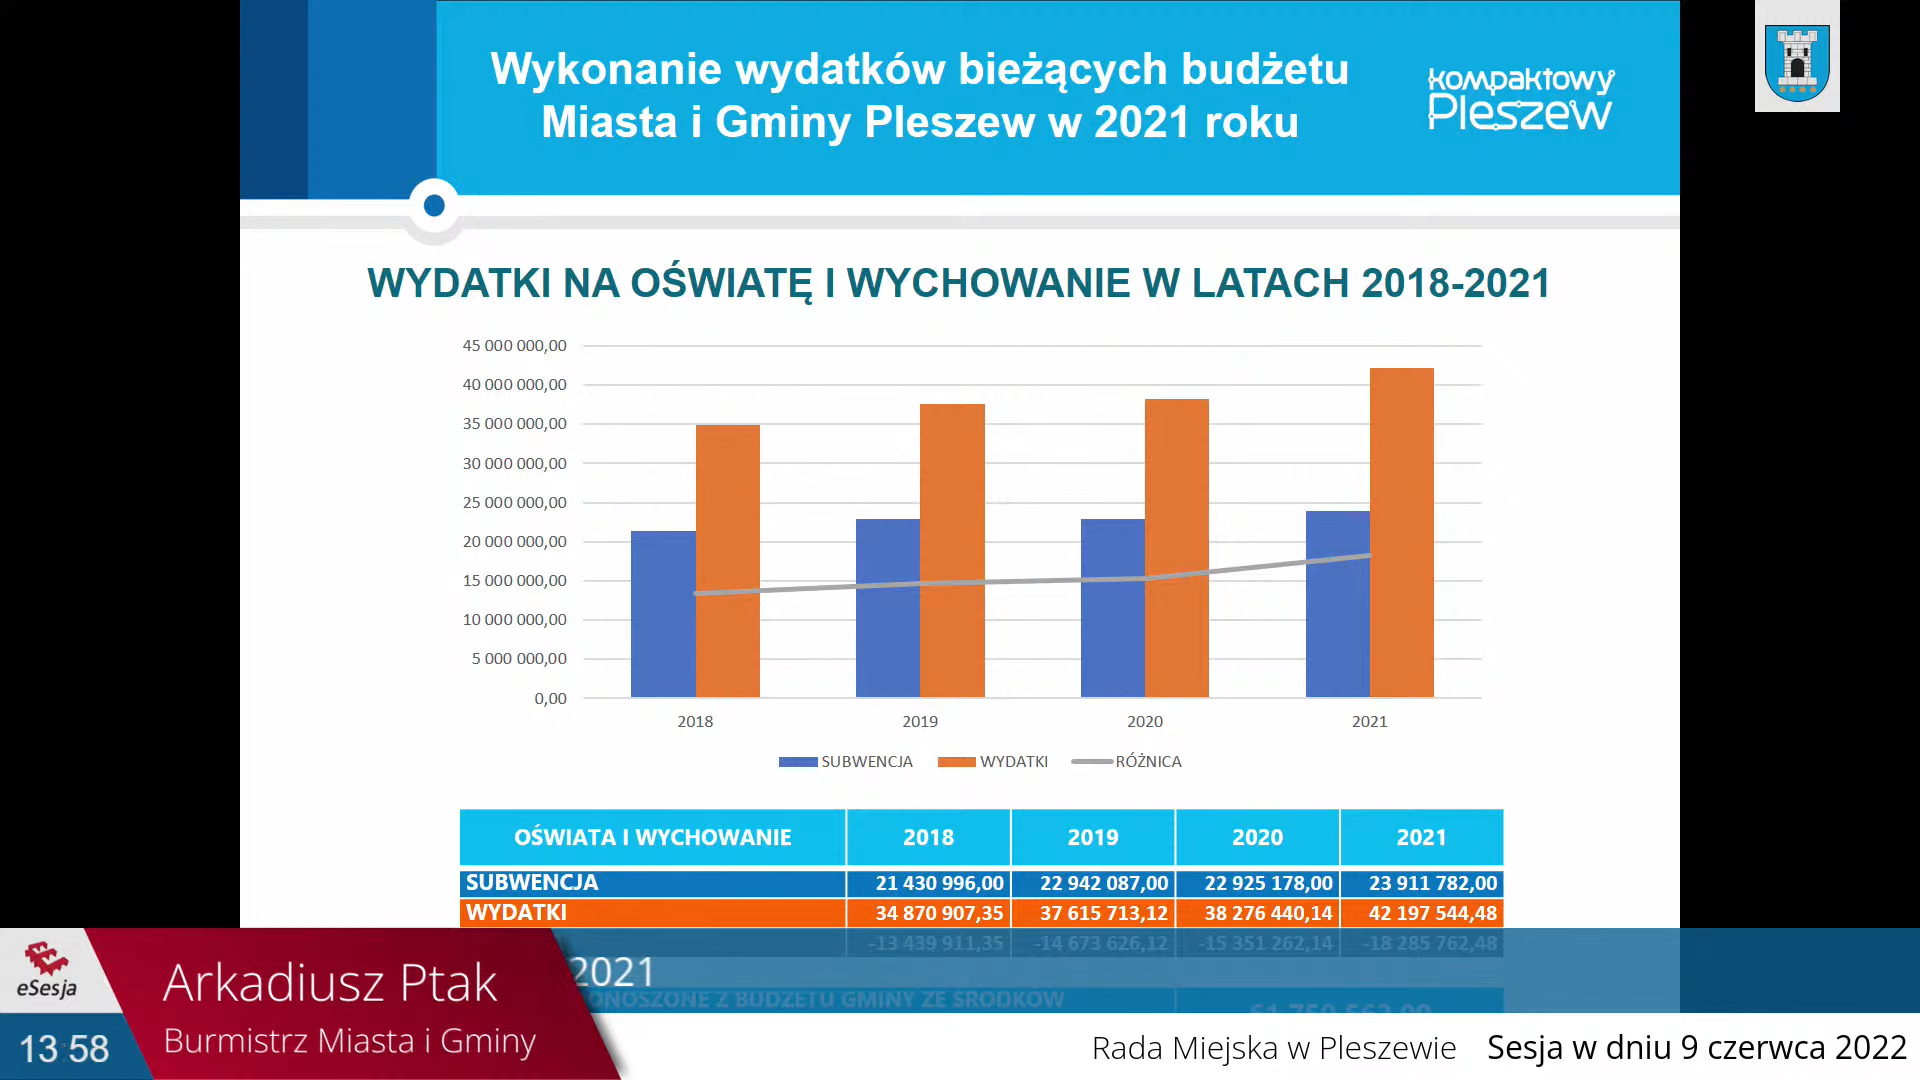 Wykonanie wydatków bieżących budżetu
Miasta i Gminy Pleszew w 2021 roku
kompaktowy
Pleszew
WYDATKI NA OŚWIATĘ I WYCHOWANIE W LATACH 2018-2021
45 000 000,00
40 000 000,00
35 000 000,00
30 000 000,00
25 000 000,00
20 000 000,00
15 000 000,00
10 000 000,00
5 000 000,00
0,00
2018 2019 2020 2021
SUBWENCJA WYDATKI RÓŻNICA
OŚWIATA I WYCHOWANIE 2018 2019 2020 2021
SUBWENCJA 21 430 996,00 22 942 087,00 22 925 178,00 23 911 782,00
WYDATKI 34 870 907,35 37 615 713,12 38 276 440,14 42 197 544,48
-13 439 911,35 -14 673 626,12 -15 351 262,14 -18 285 762,48
2021
Z BUDŻETU GMINY ZE ŚRODKÓW
eSesja
Arkadiusz Ptak
Burmistrz Miasta i Gminy
13:58
Rada Miejska w Pleszewie Sesja w dniu 9 czerwca 2022